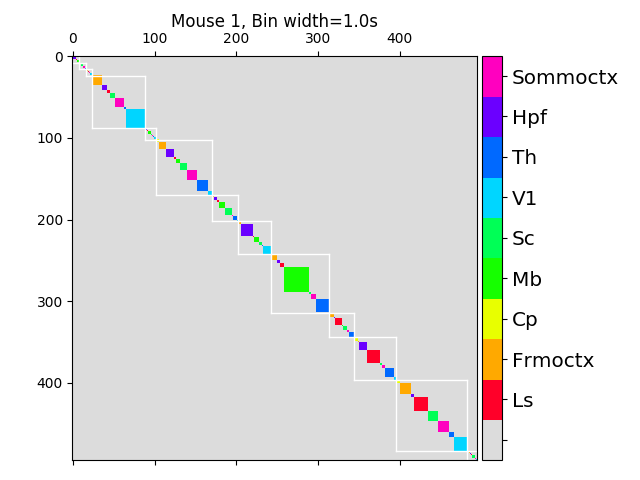 Mouse 1, Bin width=1.0s
0 100 200 300 400
0
100
200
300
400
Sommoctx
Hpf
Th
V1
Sc
Mb
Cp
Frmoctx
Ls